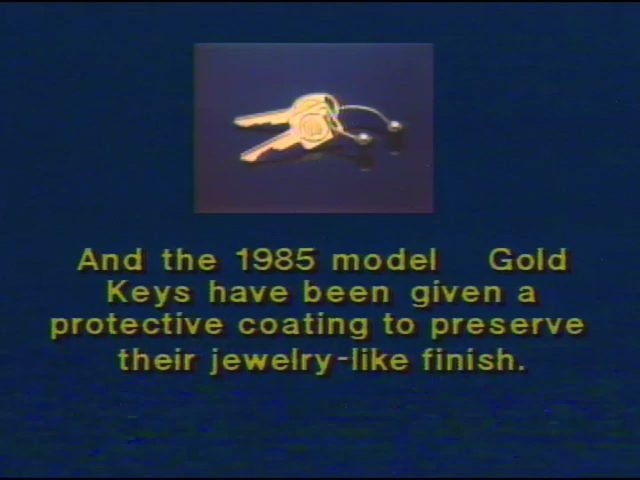 And the 1985 model Gold
Keys have been given a
protective coating to preserve
their jewelry-like finish.